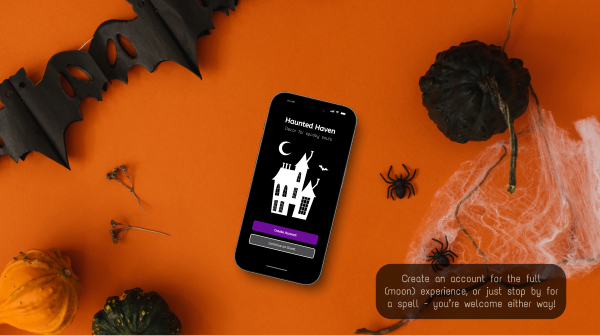 Haunted Haven
Decor for spooky souls
Create Account
Continue as Guest
Create an account for the full
(moon) experience, or just stop by for
a spell - you're welcome either way!